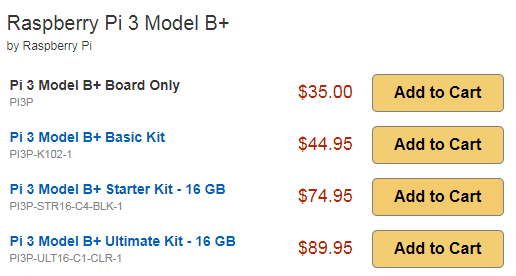 Raspberry Pi 3 Model B+
by Raspberry Pi
Pi 3 Model B+ Board Only
PI3P
$35.00
Add to Cart
Pi 3 Model B+ Basic Kit
PI3P-K102-1
$44.95
Add to Cart
Pi 3 Model B+ Starter Kit - 16 GB
PI3P-STR16-C4-BLK-1
$74.95
Add to Cart
Pi 3 Model B+ Ultimate Kit - 16 GB
PI3P-ULT16-C1-CLR-1
$89.95
Add to Cart